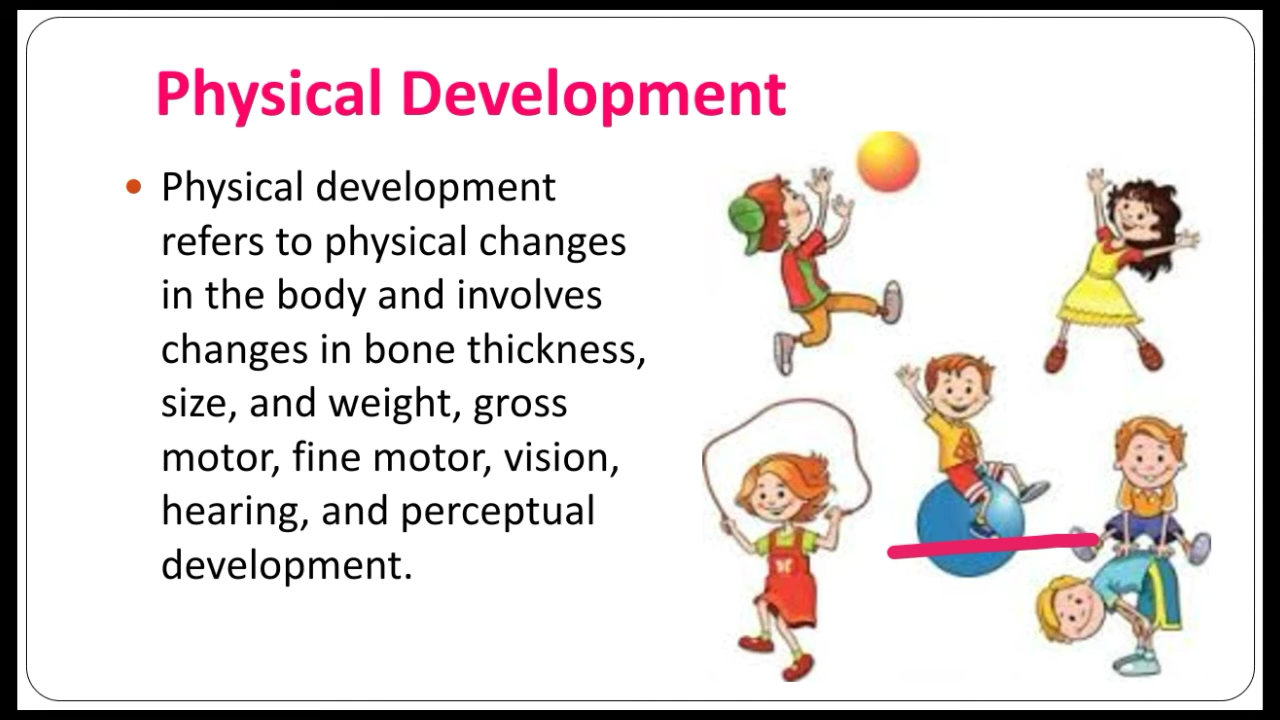 Physical Development
• Physical development
refers to physical changes
in the body and involves
changes in bone thickness,
size, and weight, gross
motor, fine motor, vision,
hearing, and perceptual
development.